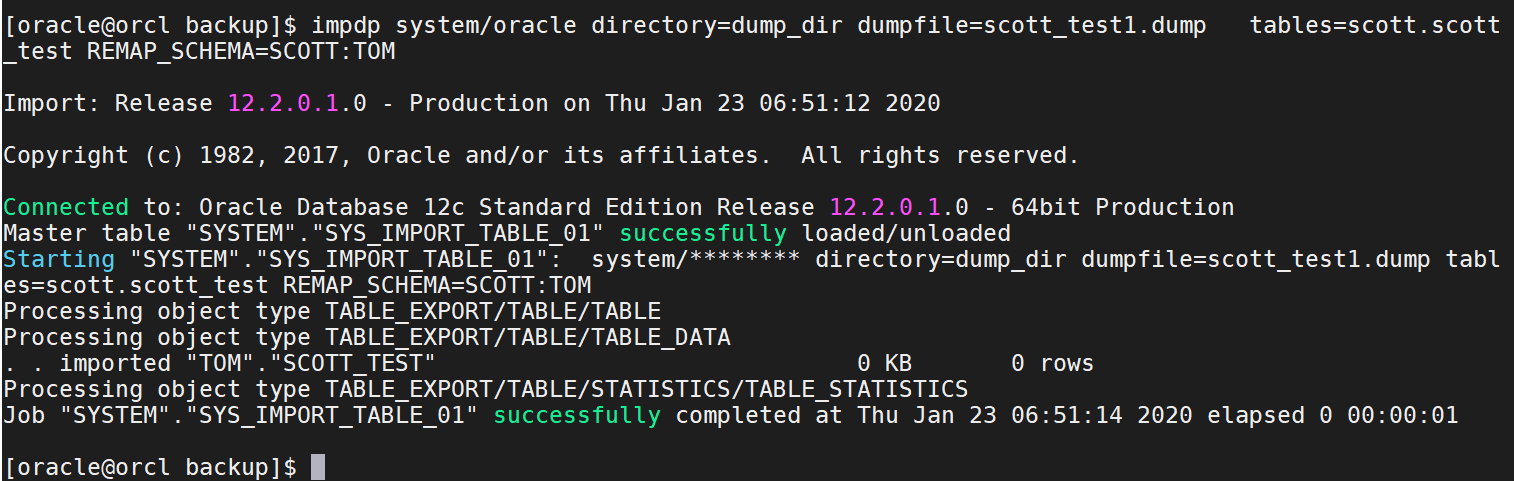 [oracle@orcl backup]$ impdp system/oracle directory=dump_dir dumpfile=scott_test1.dump   tables=scott.scott
_test REMAP_SCHEMA=SCOTT:TOM
Import: Release 12.2.0.1.0 - Production on Thu Jan 23 06:51:12 2020
Copyright (c) 1982, 2017, Oracle and/or its affiliates.  All rights reserved.
Connected to: Oracle Database 12c Standard Edition Release 12.2.0.1.0 - 64bit Production
Master table "SYSTEM"."SYS_IMPORT_TABLE_01" successfully loaded/unloaded
Starting "SYSTEM"."SYS_IMPORT_TABLE_01":  system/******** directory=dump_dir dumpfile=scott_test1.dump tabl
es=scott.scott_test REMAP_SCHEMA=SCOTT:TOM
Processing object type TABLE_EXPORT/TABLE/TABLE
Processing object type TABLE_EXPORT/TABLE/TABLE_DATA
. . imported "TOM"."SCOTT_TEST"                              0 KB       0 rows
Processing object type TABLE_EXPORT/TABLE/STATISTICS/TABLE_STATISTICS
Job "SYSTEM"."SYS_IMPORT_TABLE_01" successfully completed at Thu Jan 23 06:51:14 2020 elapsed 0 00:00:01
[oracle@orcl backup]$